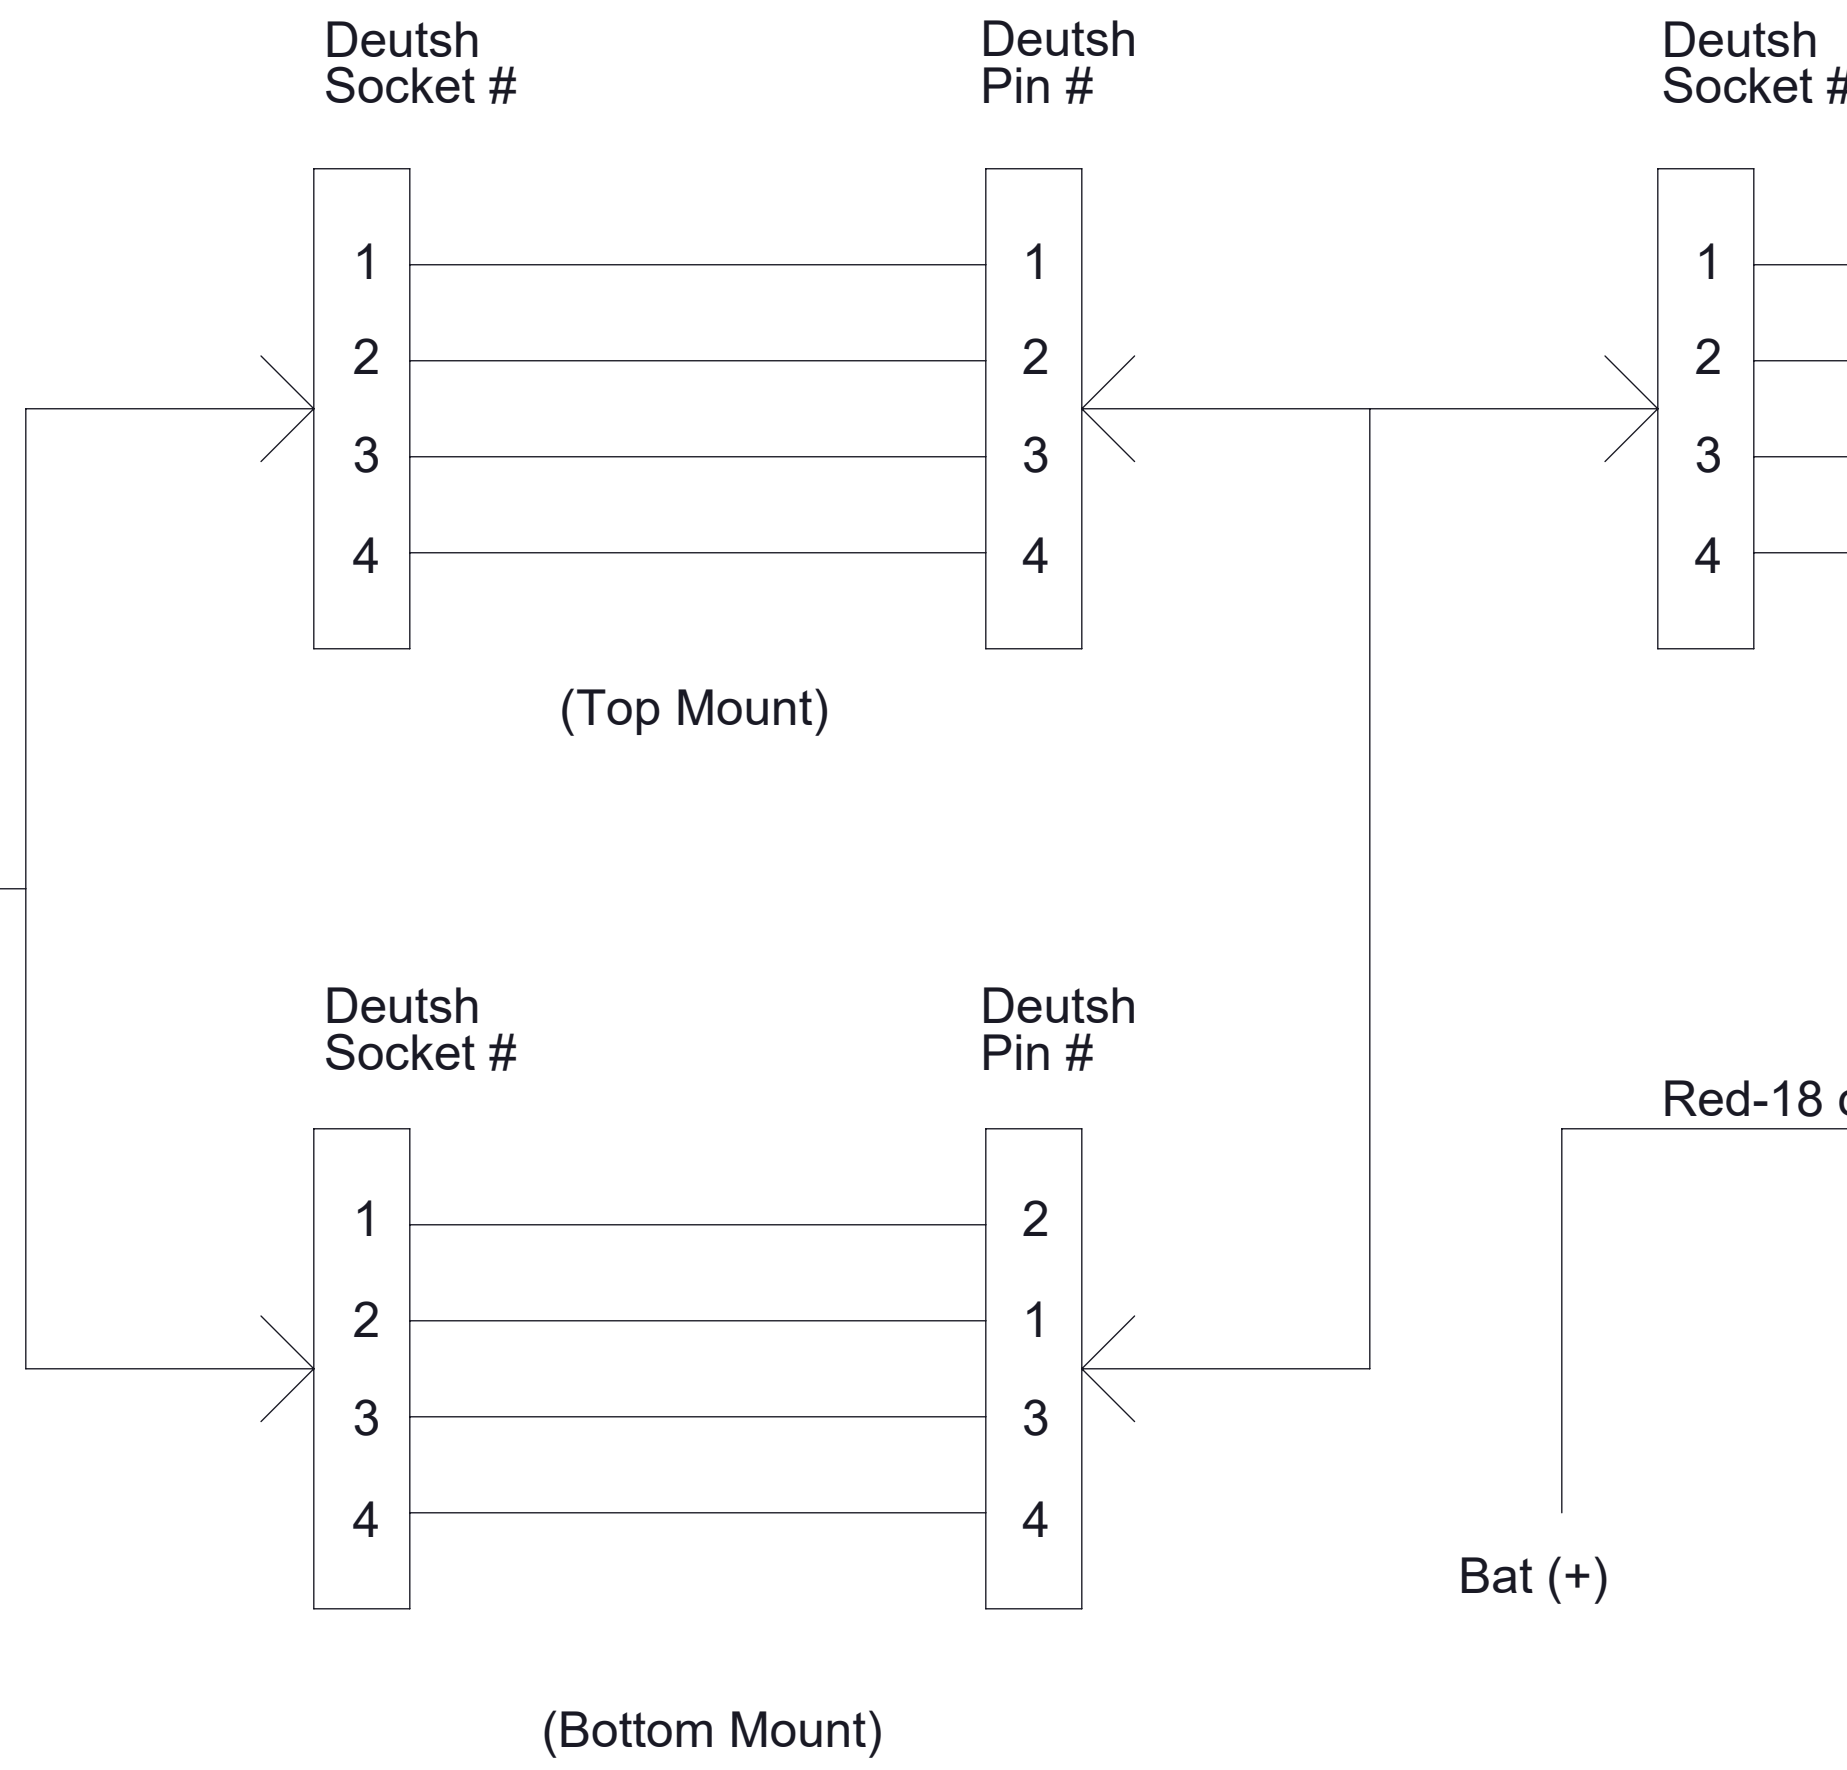 Deutsh
Socket #
Deutsh
Pin #
Deutsh
Socket #
1
1
1
2
2
2
3
3
3
4
4
4
(Top Mount)
Deutsh
Socket #
Deutsh
Pin #
Red-18
1
2
2
1
3
3
4
4
Bat (+)
(Bottom Mount)